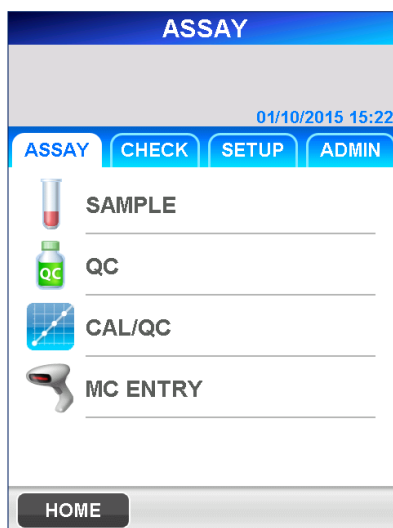 ASSAY
01/10/2015 15:22
ASSAY CHECK SETUP ADMIN
SAMPLE
QC
QC
CAL/QC
MC ENTRY
HOME